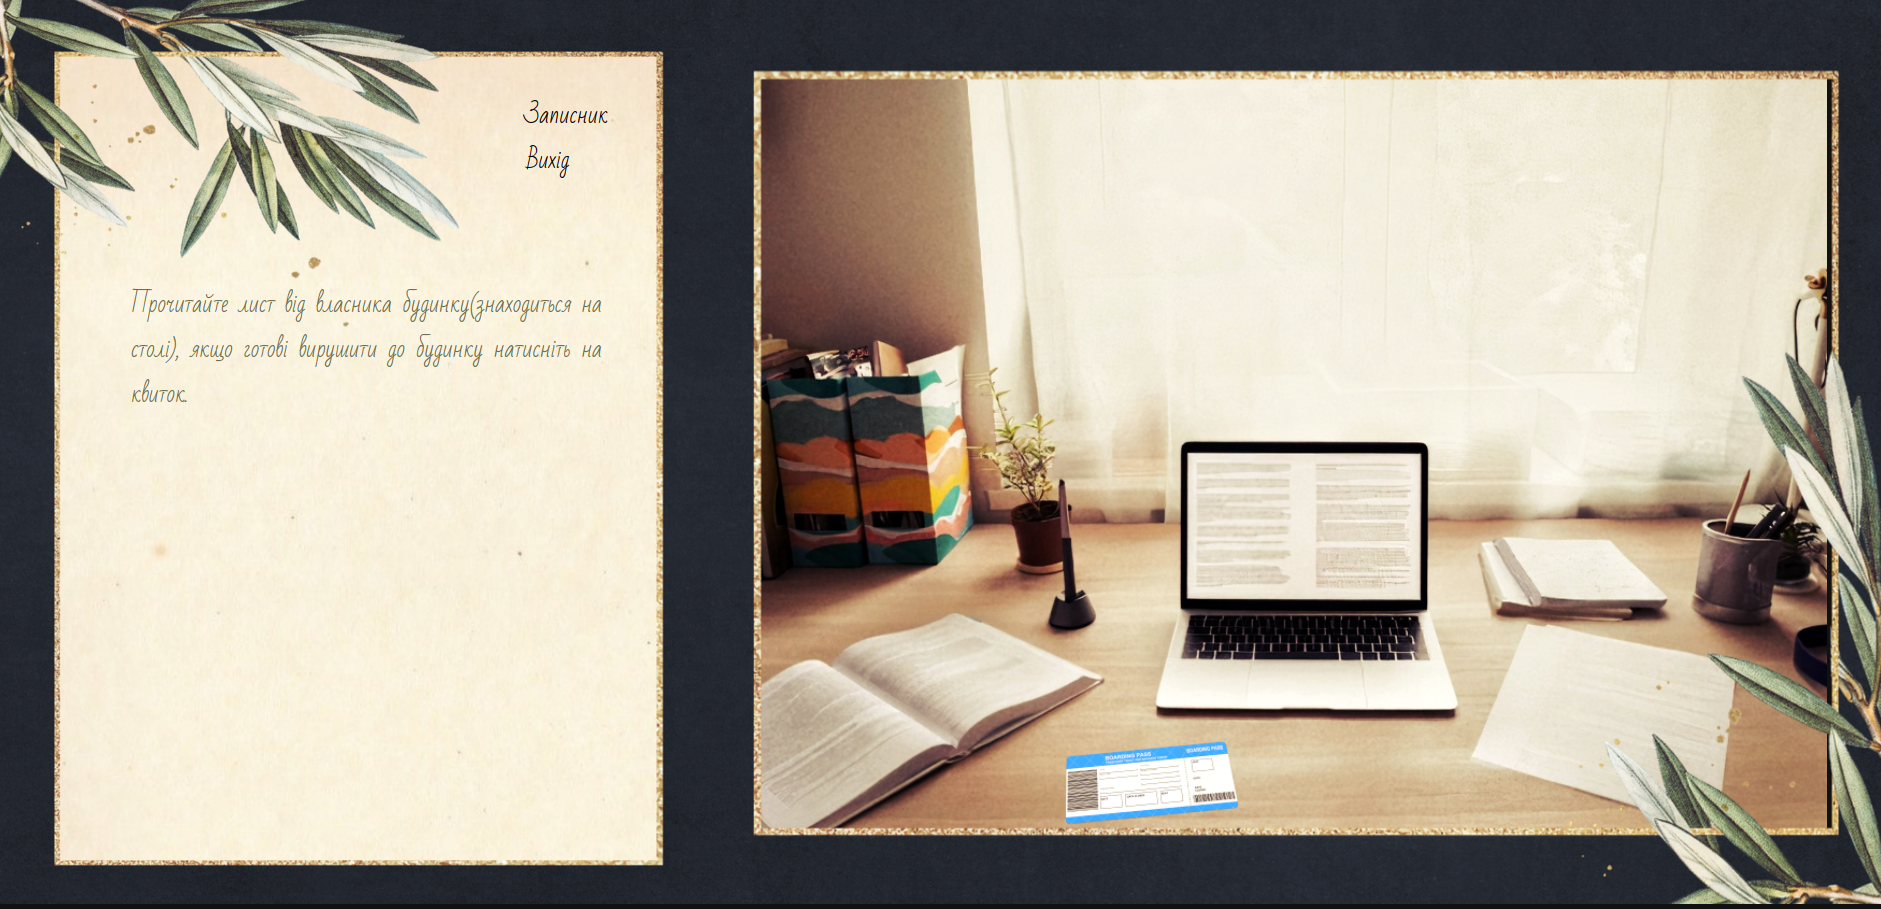 Записник
Вихід
Прочитайте лист від власника будинку(знаходиться на
столі), якщо готові вирушити до будинку натисніть на
квиток.
BOARDING PASS
BOARDING PASS